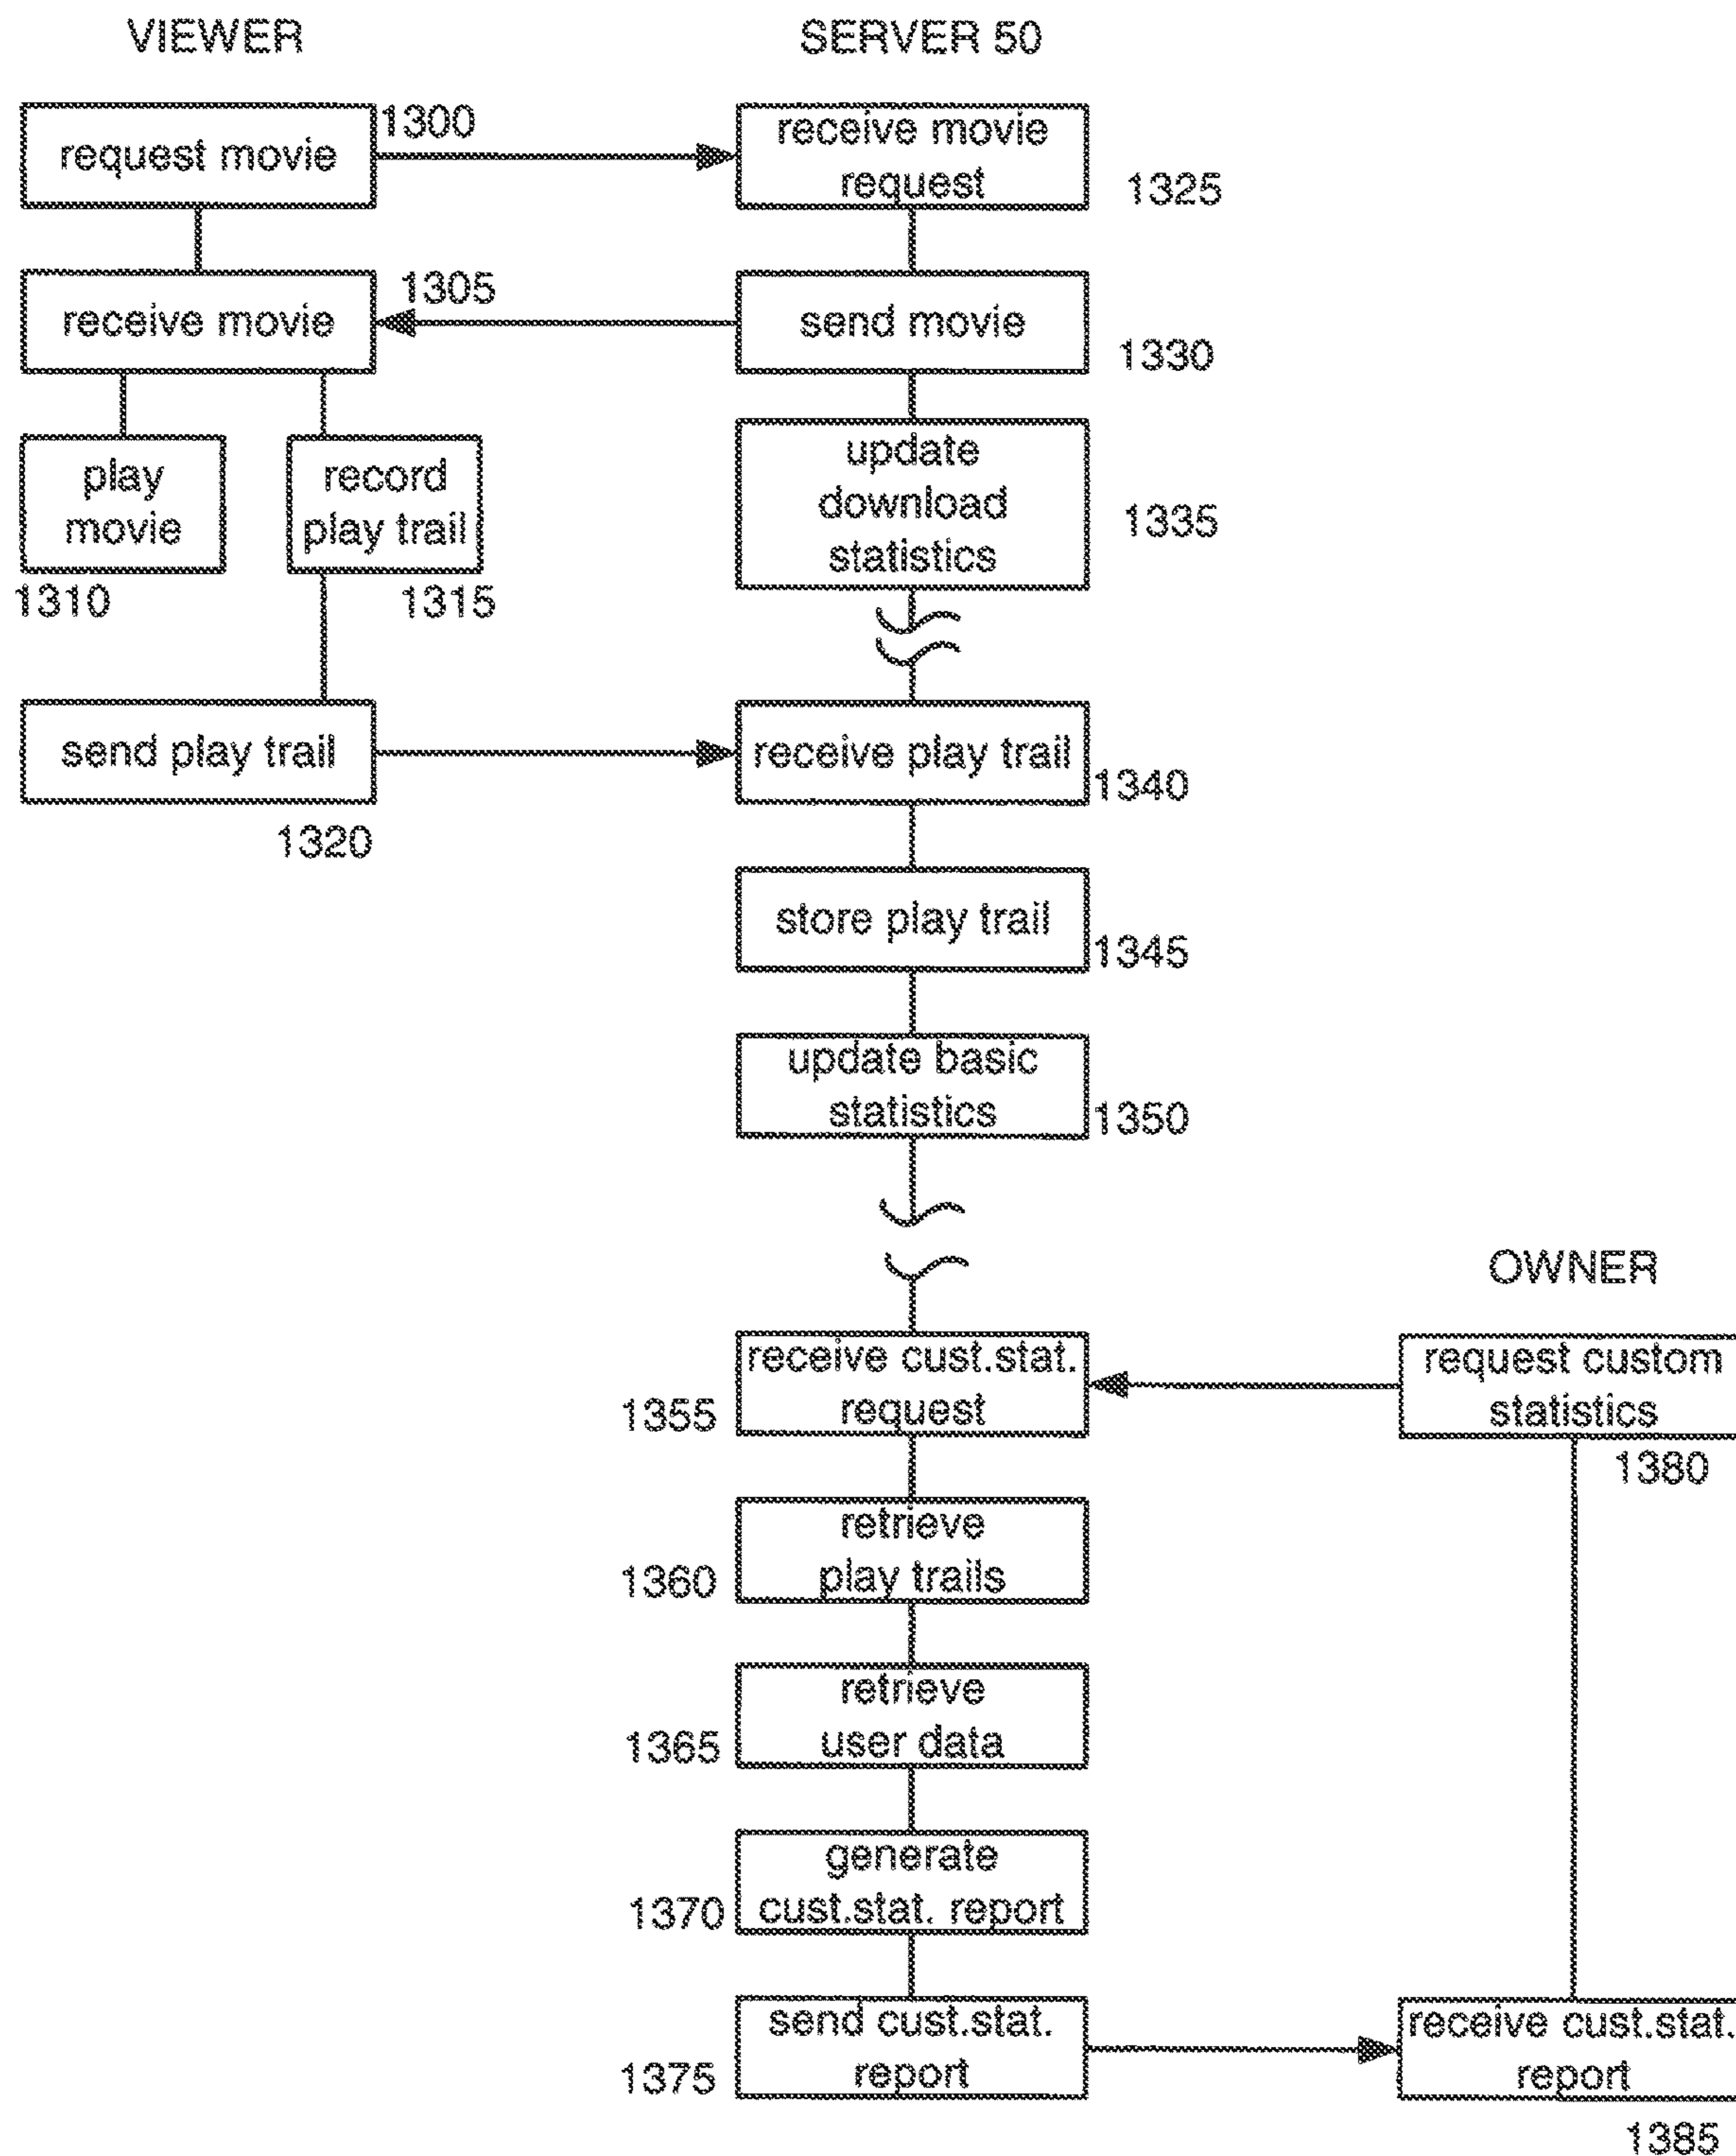 VIEWER
SERVER 50
request movie
1300
receive movie
request
1325
receive movie
1305
send movie
1330
play
movie
1310
record
play trail
1315
update
download
statistics
1335
send play trail
1320
receive play trail
1340
store play trail
1345
update basic
statistics
1350
OWNER
receive cust.stat.
request
1355
request custom
statistics
1380
retrieve
play trails
1360
retrieve
user data
1365
generate
cust.stat. report
1370
send cust.stat.
report
1375
receive cust.stat.
report
1385